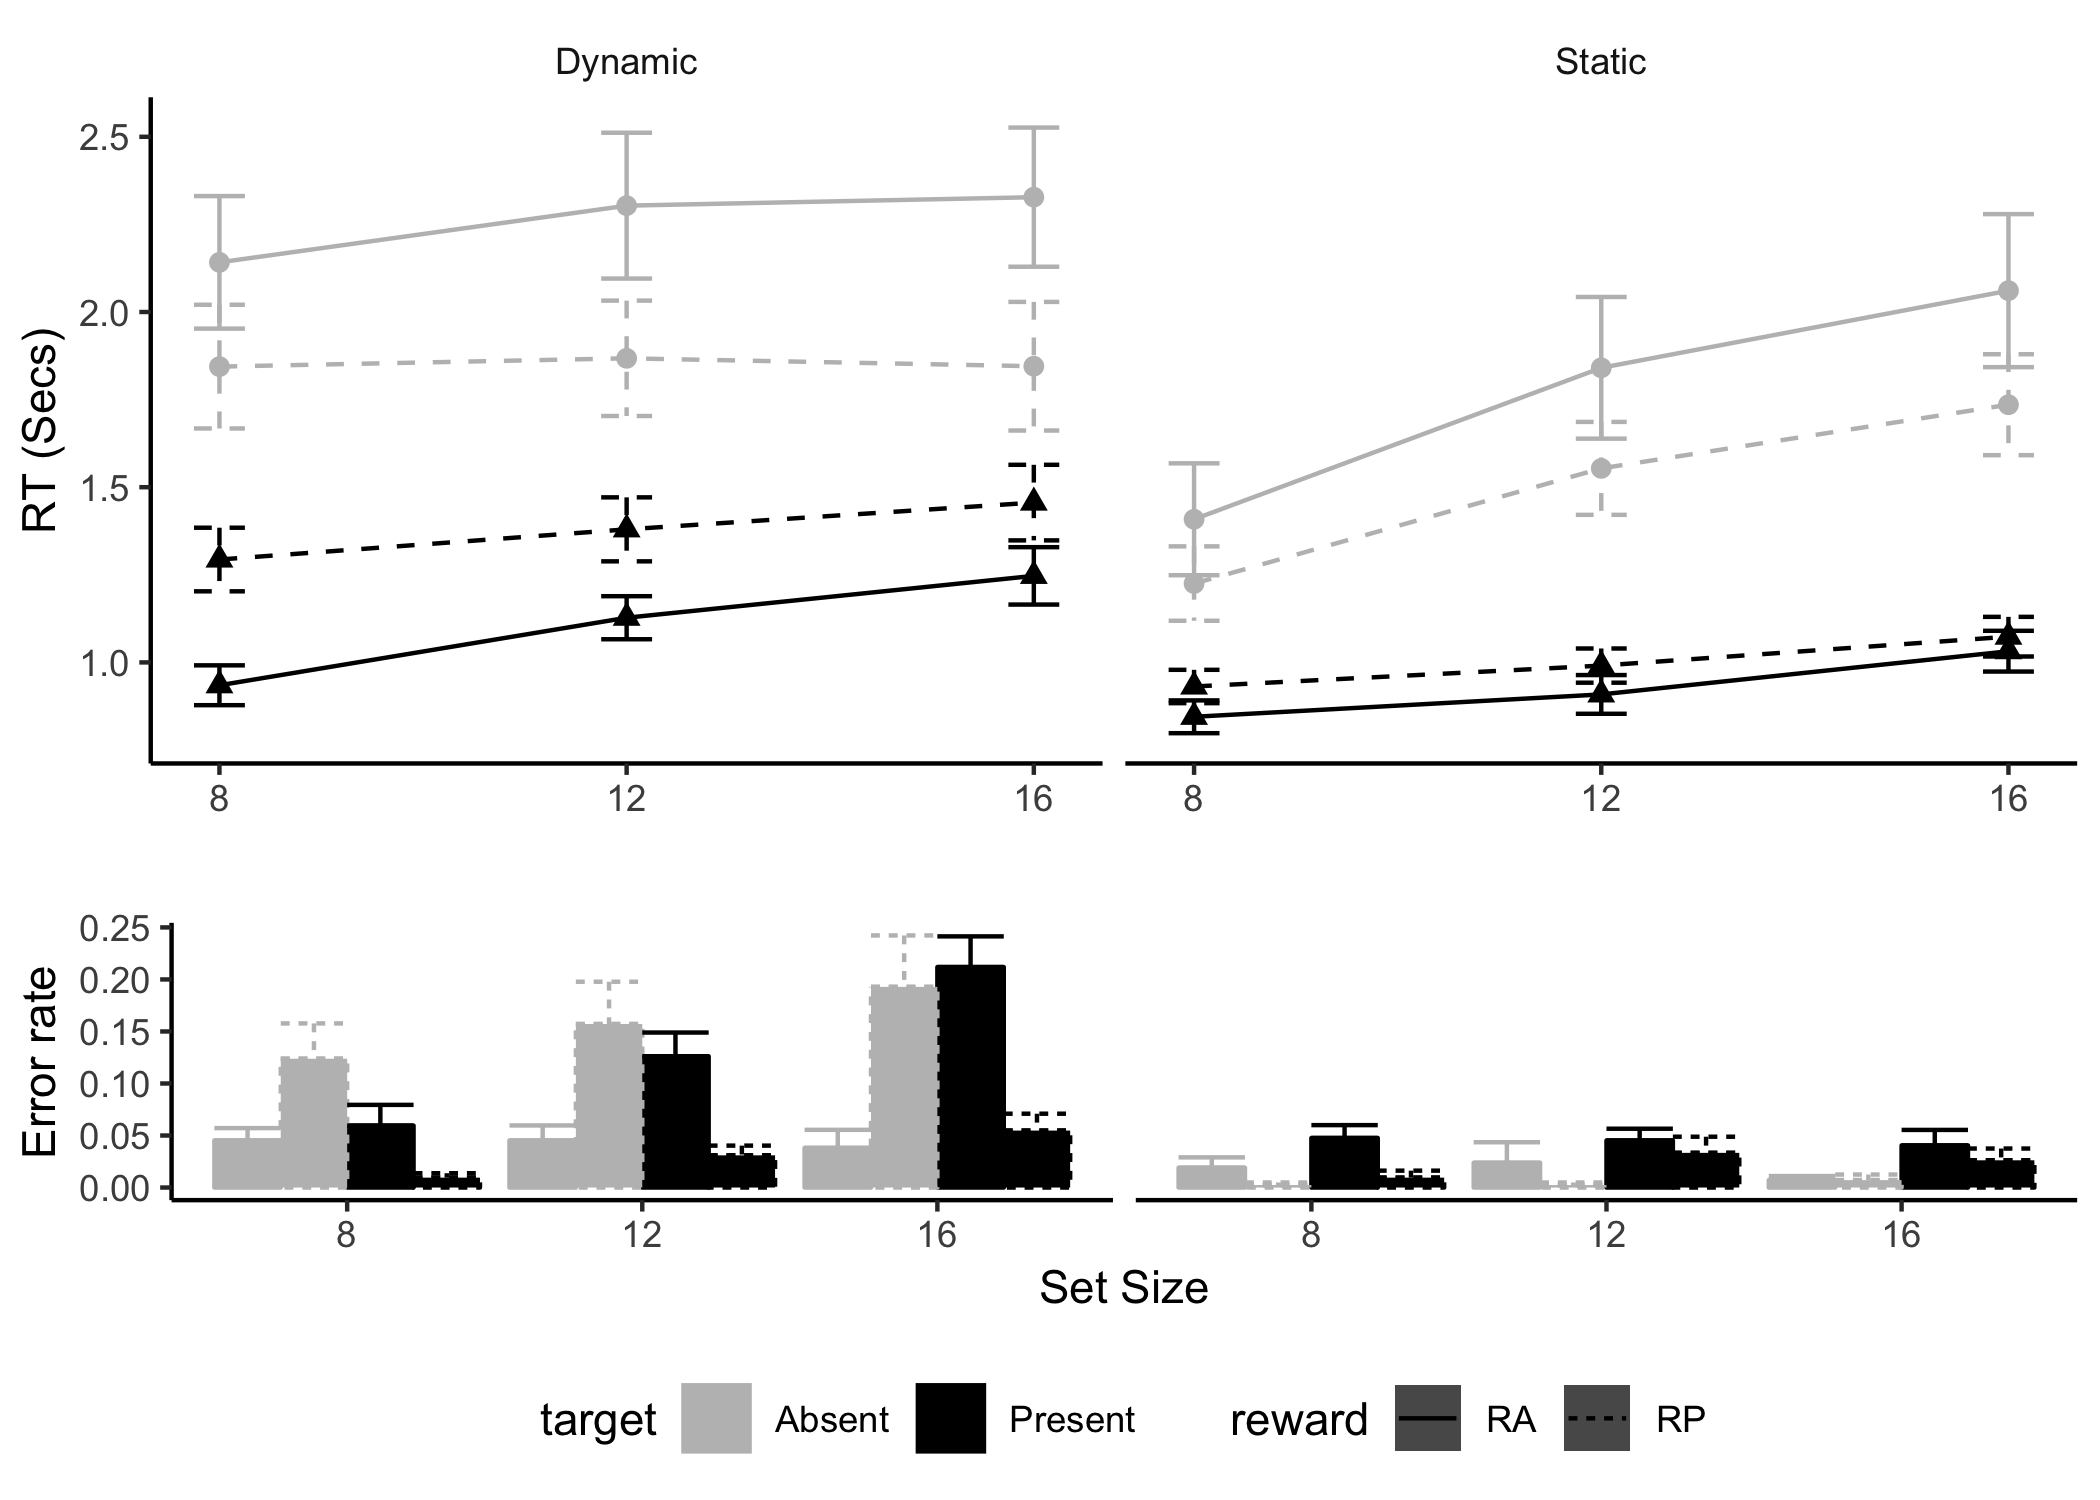 Dynamic Static
RT (Secs)
2.5
2.0
1.5
1.0
8 12 16 8 12 16
Error rate
0.25
0.20
0.15
0.10
0.05
0.00
8 12 16 8 12 16
Set Size
target Absent Present reward RA RP